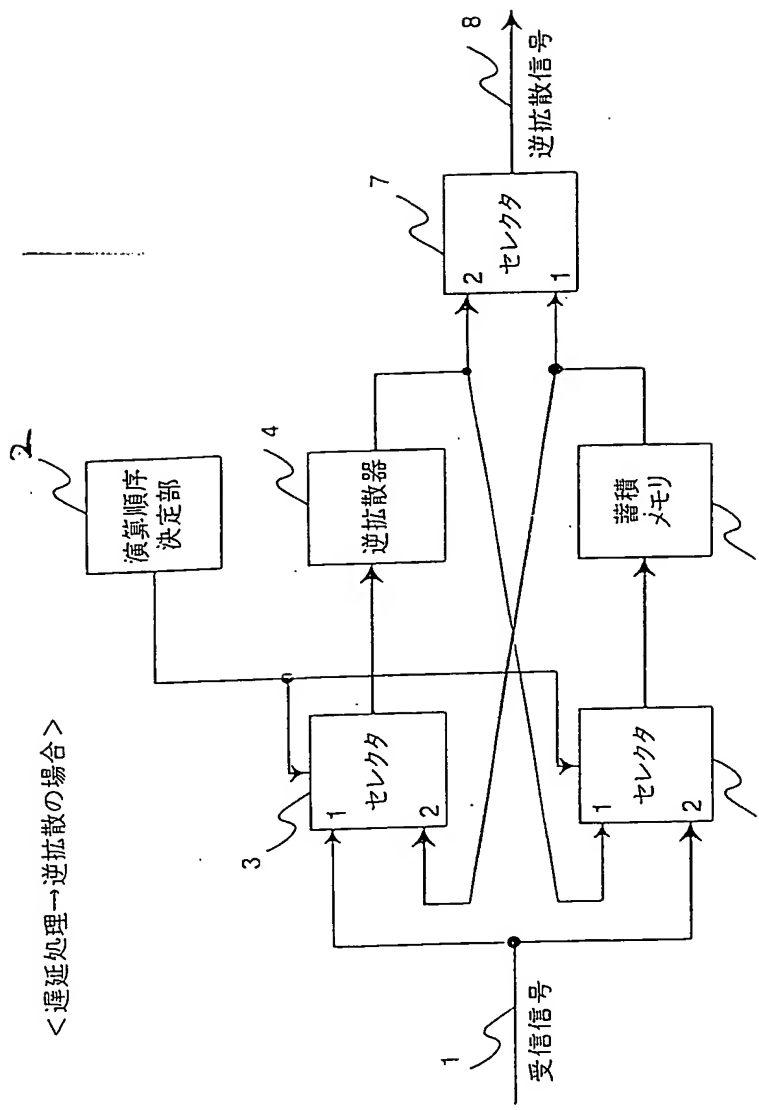 <遅延処理→逆拡散の場合>
2
演算順序
決定部
3
1
セレクタ
2
4
逆拡散器
7
2
セレクタ
1
8
逆拡散信号
1
受信信号
1
セレクタ
2
蓄積
メモリ